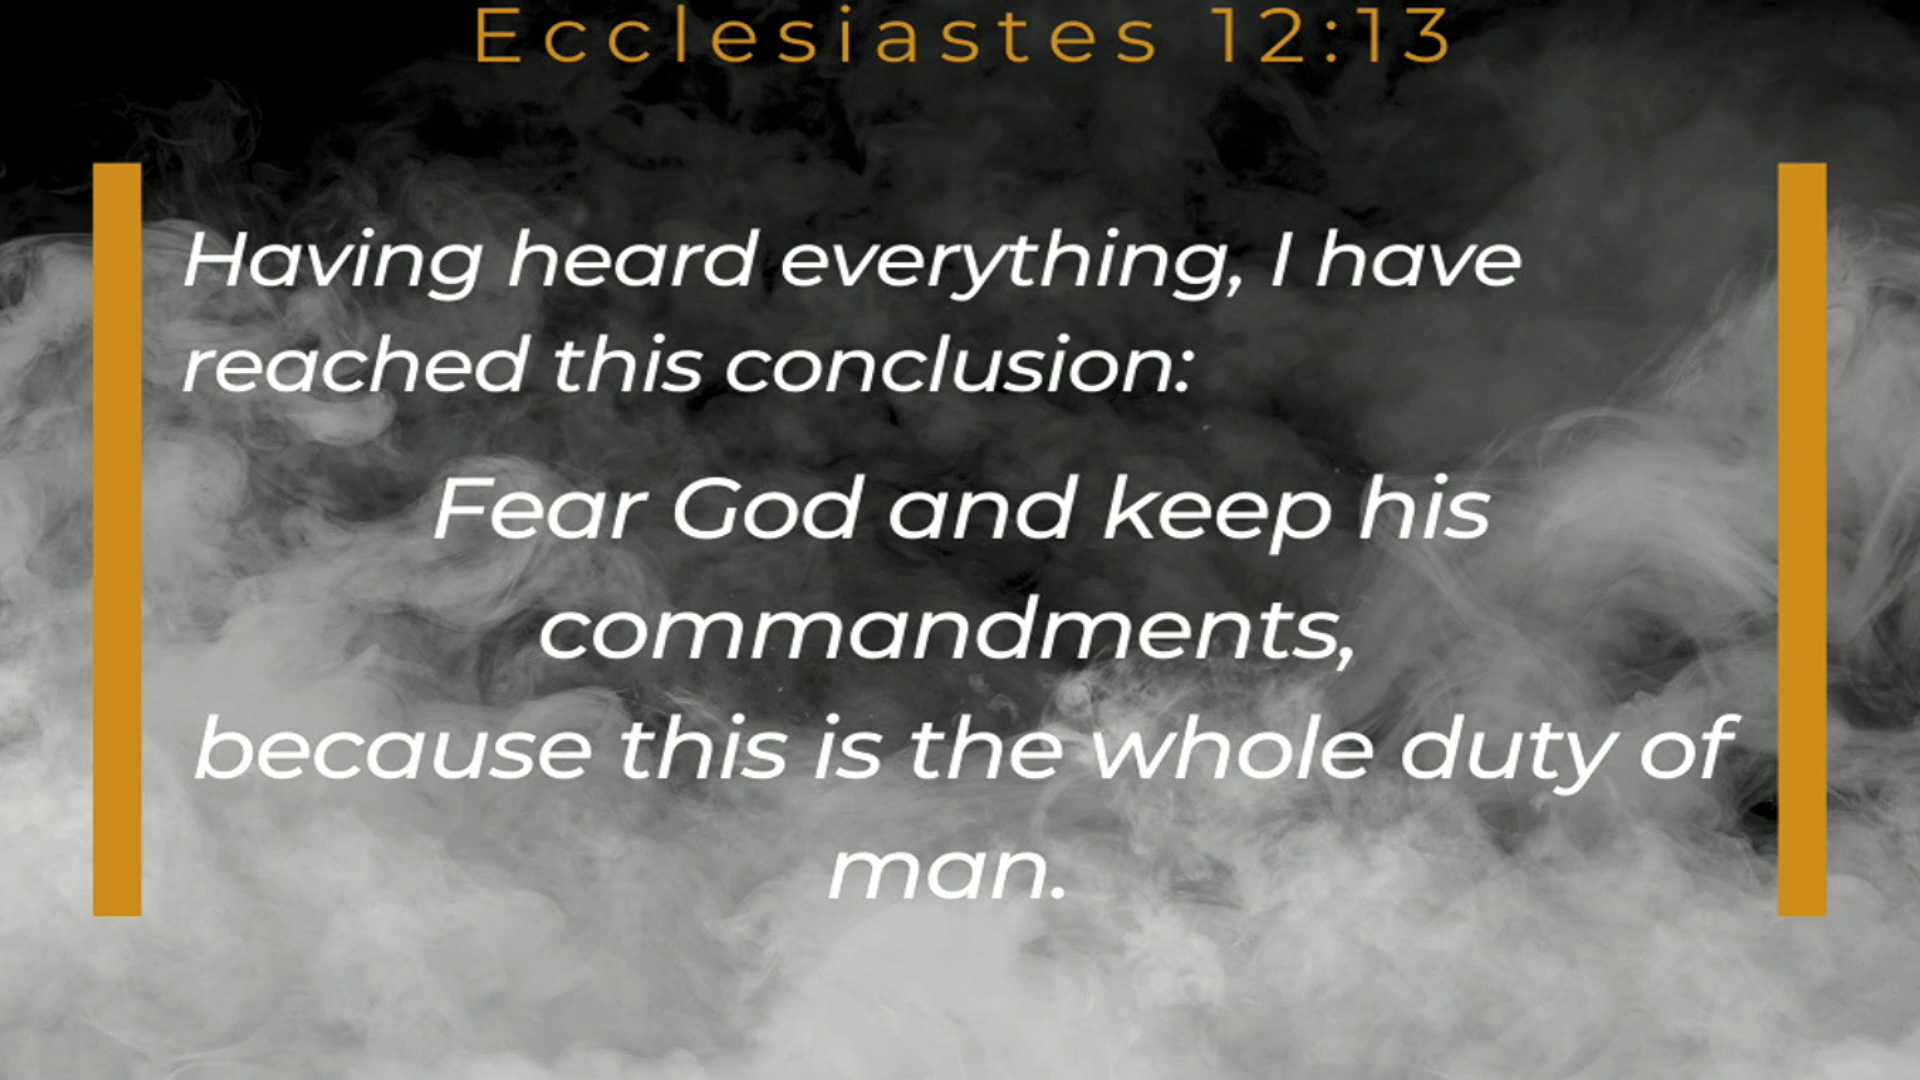 Ecclesiastes 12:13
Having heard everything, I have
reached this conclusion:
Fear God and keep his
commandments,
because this is the whole duty of
man.